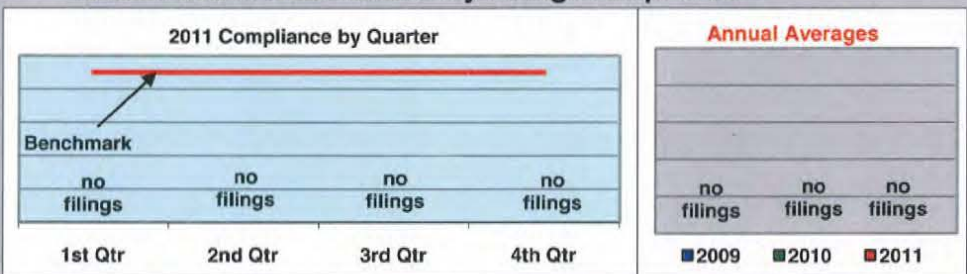 2011 Compliance by Quarter
Benchmark
no filings
no filings
no filings
no filings
1st Qtr
2nd Qtr
3rd Qtr
4th Qtr
Annual Averages
no filings
no filings
no filings
2009
2010
2011